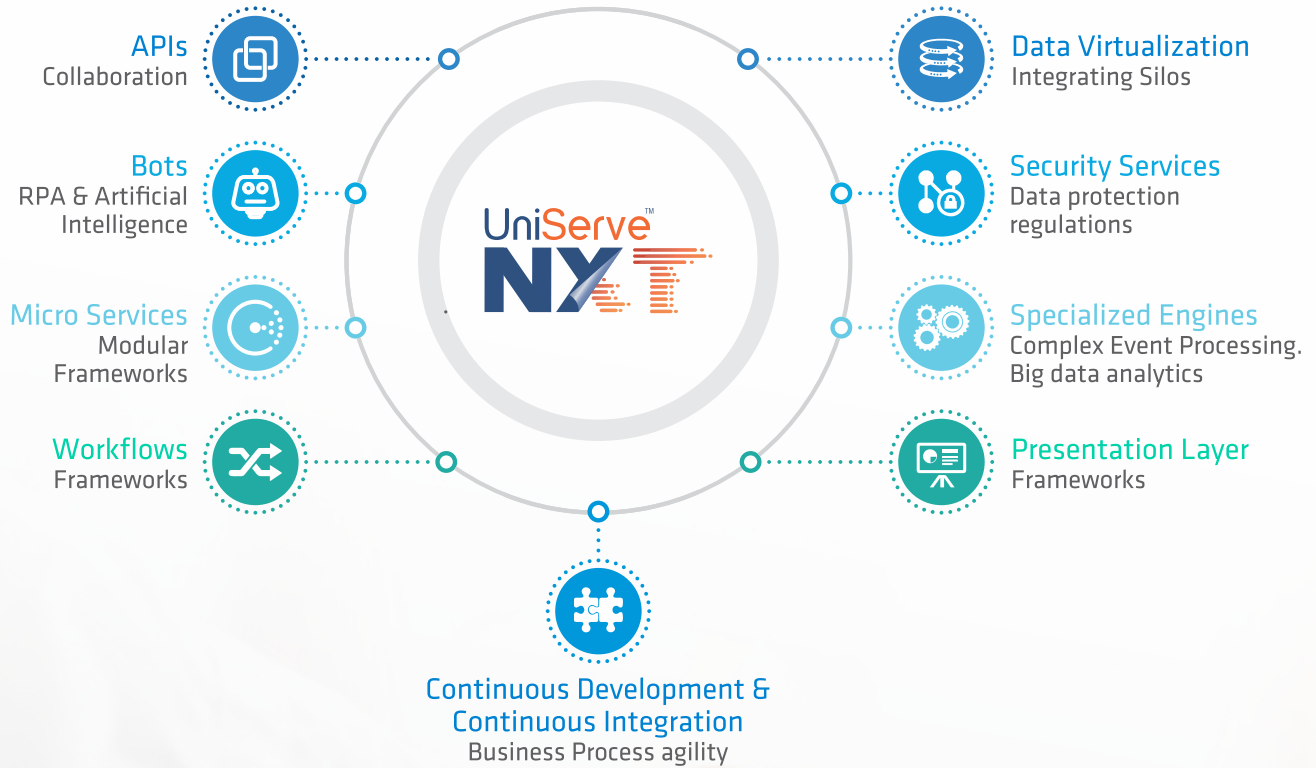 APIs
Collaboration
Bots
RPA & Artificial
Intelligence
Micro Services
Modular
Frameworks
Workflows
Frameworks
UniServe™
NXT
Data Virtualization
Integrating Silos
Security Services
Data protection
regulations
Specialized Engines
Complex Event Processing.
Big data analytics
Presentation Layer
Frameworks
Continuous Development &
Continuous Integration
Business Process agility